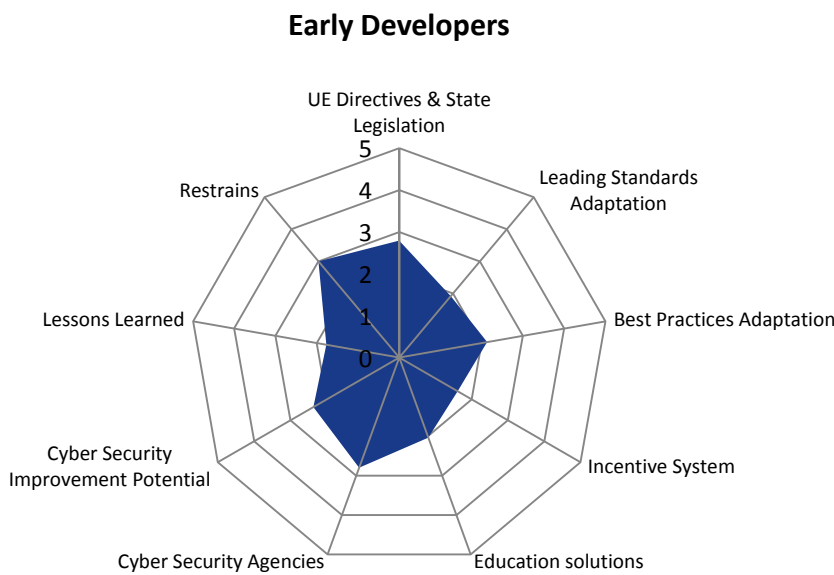 Early Developers
UE Directives & State
Legislation
5
4
3
2
1
0
Leading Standards
Adaptation
Best Practices Adaptation
Incentive System
Education solutions
Cyber Security Agencies
Cyber Security
Improvement Potential
Lessons Learned
Restrains